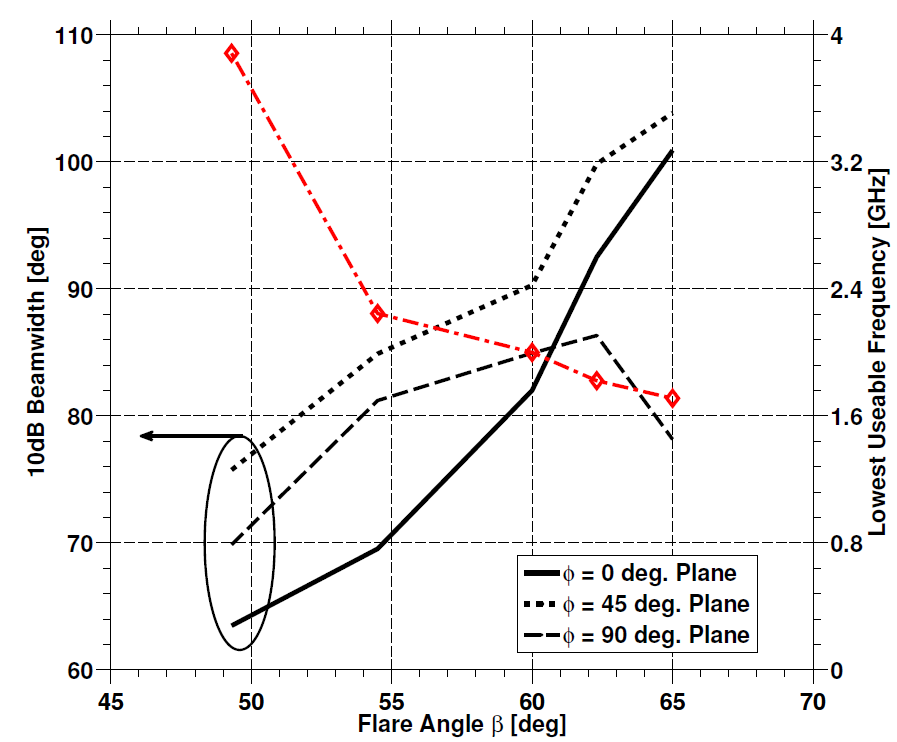 110
100
90
80
70
60
10dB Beamwidth [deg]
4
3.2
2.4
1.6
0.8
0
Lowest Useable Frequency [GHz]
ϕ = 0 deg. Plane
ϕ = 45 deg. Plane
ϕ = 90 deg. Plane
45 50 55 60 65 70
Flare Angle β [deg]